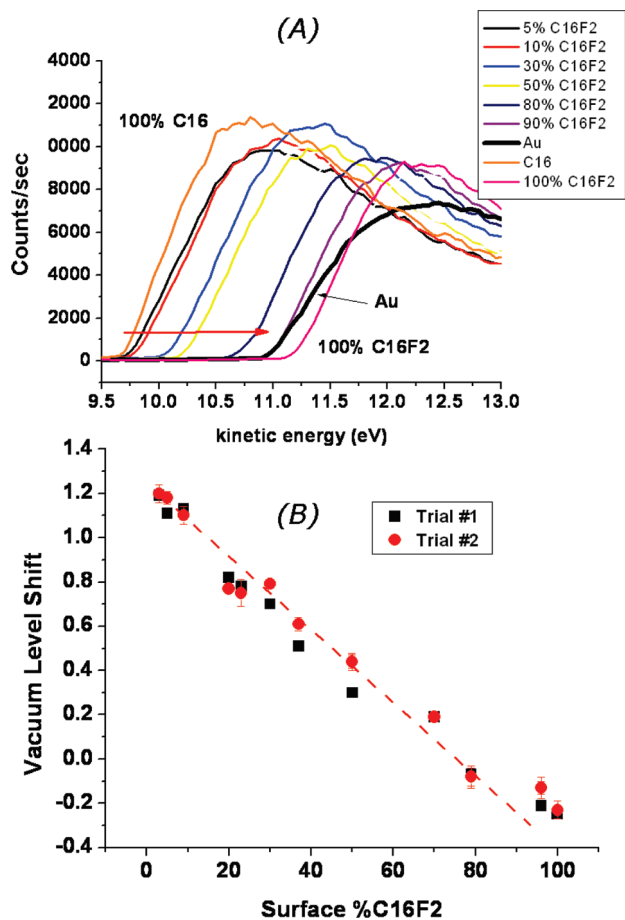 (A)
5% C16F2
10% C16F2
30% C16F2
50% C16F2
80% C16F2
90% C16F2
Au
C16
100% C16F2
100% C16
Au
100% C16F2
Counts/sec
2000
0000
8000
6000
4000
2000
0
9.5 10.0 10.5 11.0 11.5 12.0 12.5 13.0
kinetic energy (eV)
(B)
Trial #1
Trial #2
Vacuum Level Shift
1.4
1.2
1.0
0.8
0.6
0.4
0.2
0.0
-0.2
-0.4
0 20 40 60 80 100
Surface %C16F2